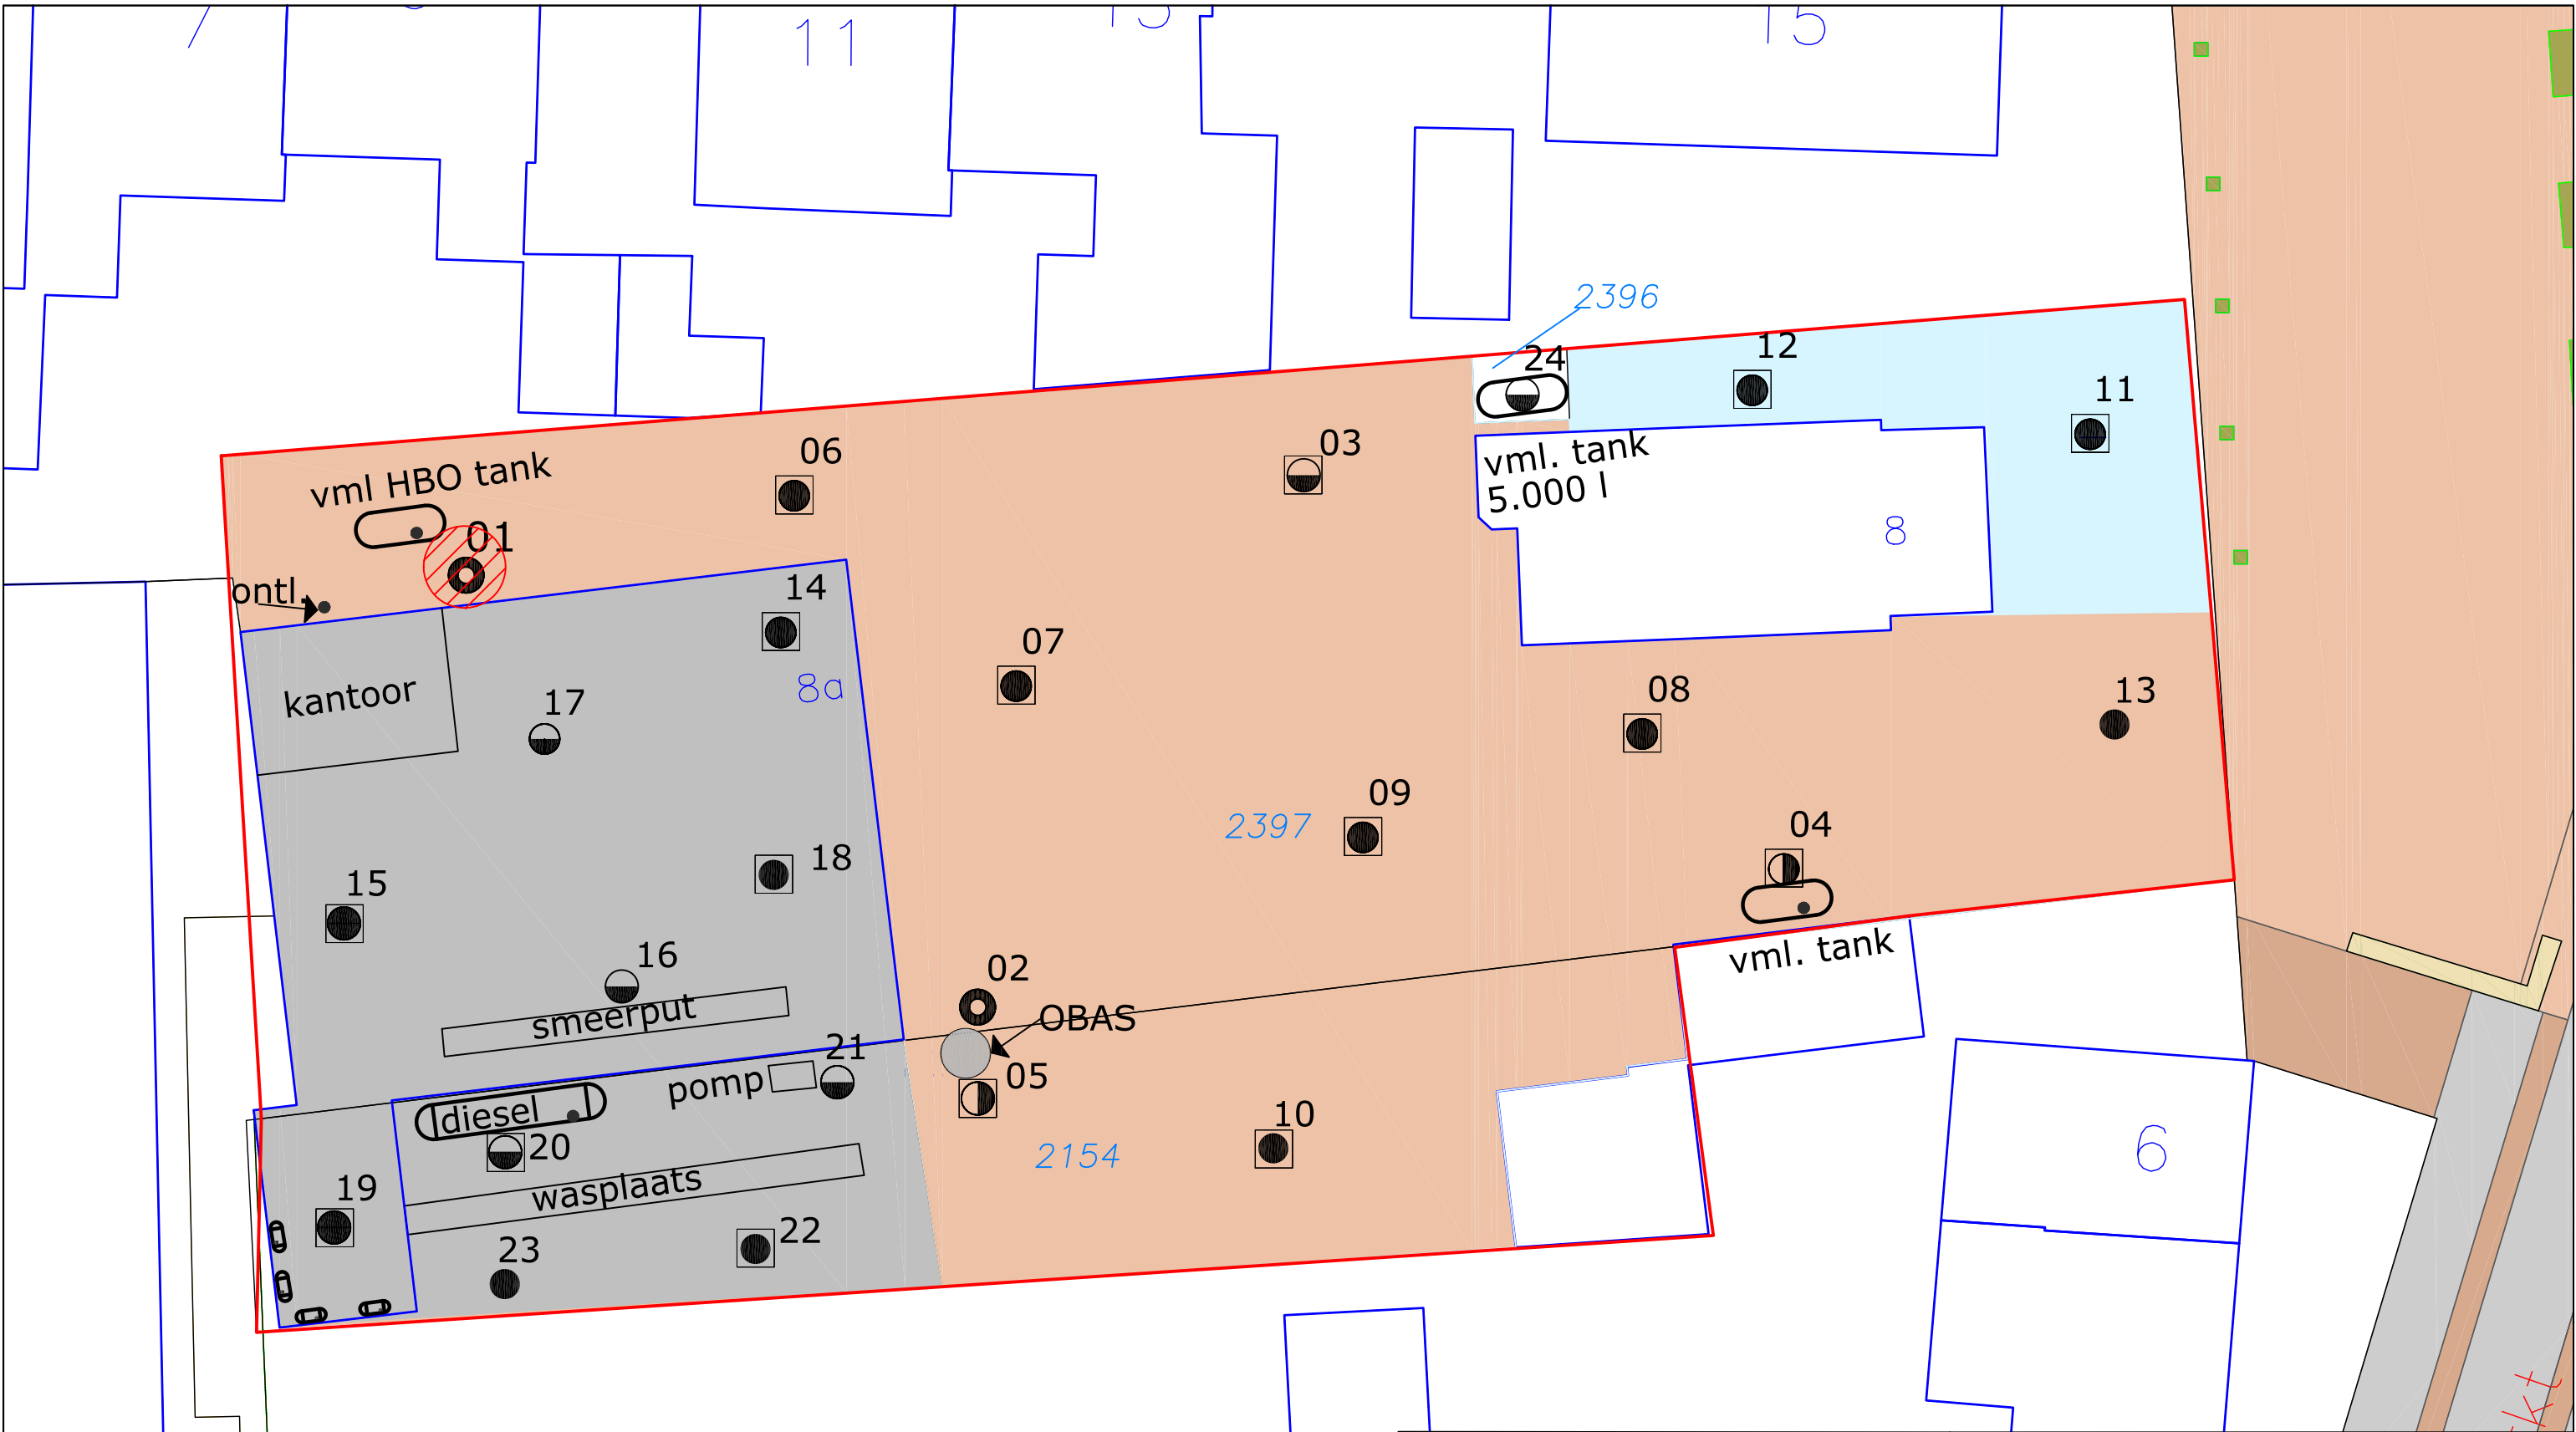 11
15
2396
24
12
11
06
03
vml HBO tank
vml. tank
5.000 l
01
8
ontl.
14
07
kantoor
17
8a
08
13
09
2397
04
18
15
16
02
vml. tank
smeerput
OBAS
21
pomp
05
diesel
10
20
2154
6
wasplaats
19
22
23